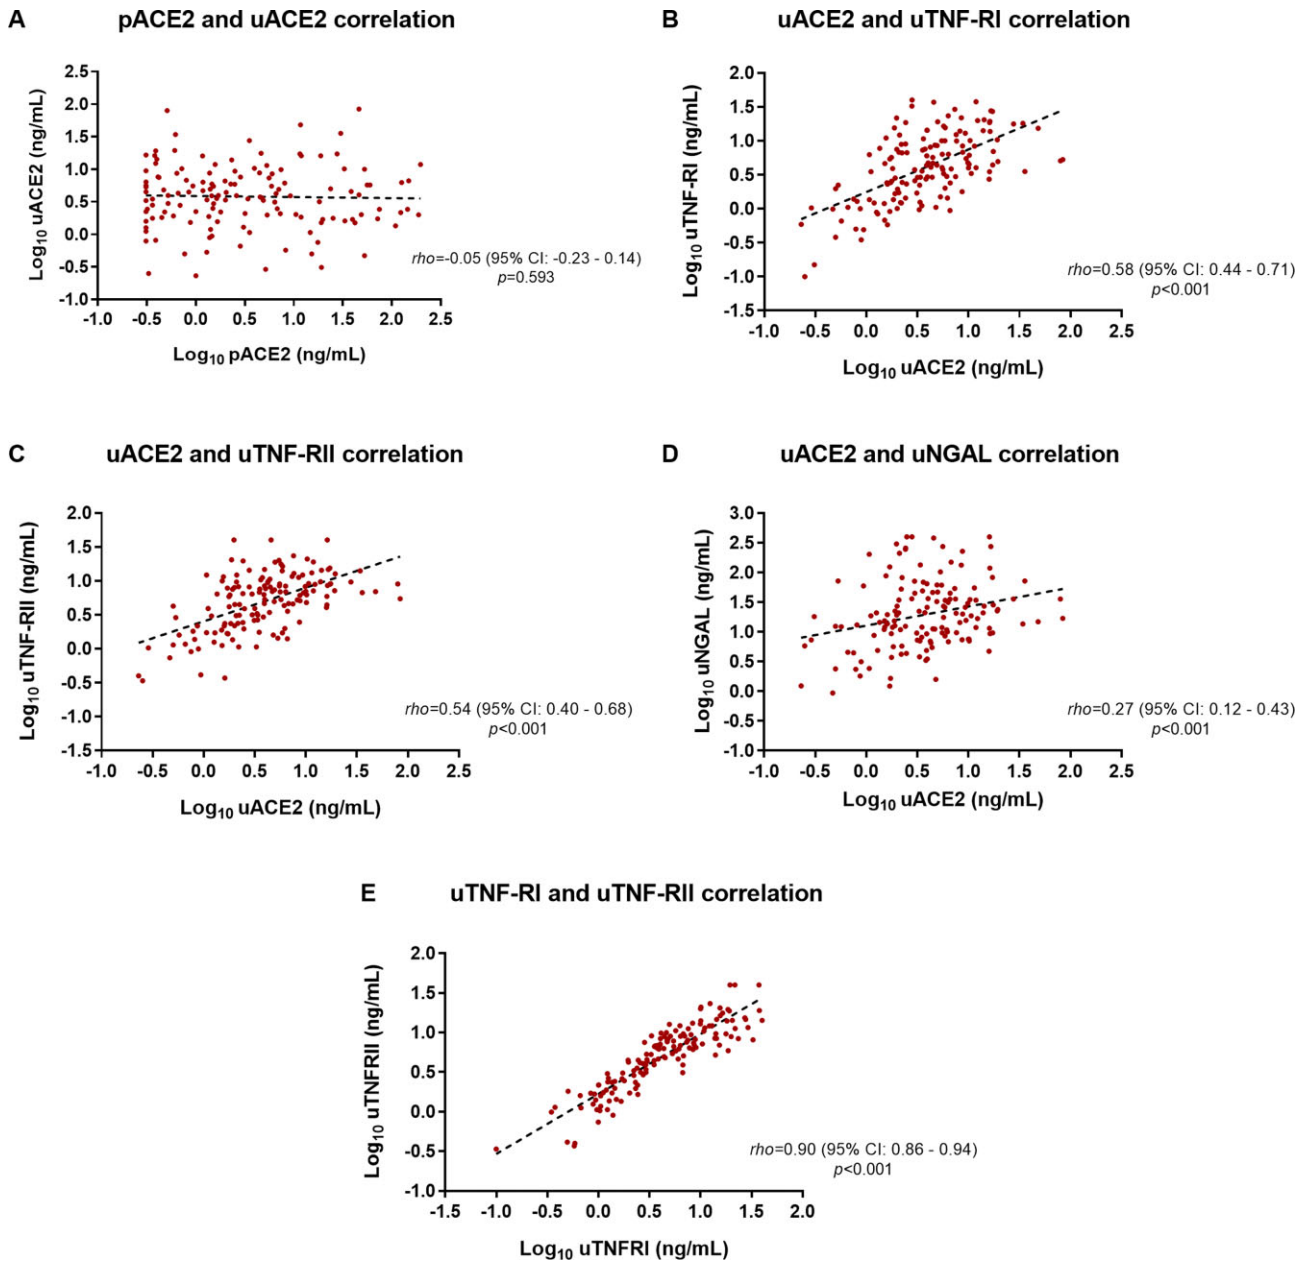 A
pACE2 and uACE2 correlation
Log10 uACE2 (ng/mL)
2.5
2.0
1.5
1.0
0.5
0.0
-0.5
-1.0
-1.0 -0.5 0.0 0.5 1.0 1.5 2.0 2.5
Log10 pACE2 (ng/mL)
rho=-0.05 (95% CI: -0.23 - 0.14)
p=0.593
B
uACE2 and uTNF-RI correlation
Log10 uTNF-RI (ng/mL)
2.0
1.5
1.0
0.5
0.0
-0.5
-1.0
-1.5
-1.0 -0.5 0.0 0.5 1.0 1.5 2.0 2.5
Log10 uACE2 (ng/mL)
rho=0.58 (95% CI: 0.44 - 0.71)
p<0.001
C
uACE2 and uTNF-RII correlation
Log10 uTNF-RII (ng/mL)
2.0
1.5
1.0
0.5
0.0
-0.5
-1.0
-1.5
-1.0 -0.5 0.0 0.5 1.0 1.5 2.0 2.5
Log10 uACE2 (ng/mL)
rho=0.54 (95% CI: 0.40 - 0.68)
p<0.001
D
uACE2 and uNGAL correlation
Log10 uNGAL (ng/mL)
3.0
2.5
2.0
1.5
1.0
0.5
0.0
-0.5
-1.0
-1.0 -0.5 0.0 0.5 1.0 1.5 2.0 2.5
Log10 uACE2 (ng/mL)
rho=0.27 (95% CI: 0.12 - 0.43)
p<0.001
E
uTNF-RI and uTNF-RII correlation
Log10 uTNFRII (ng/mL)
2.0
1.5
1.0
0.5
0.0
-0.5
-1.0
-1.5 -1.0 -0.5 0.0 0.5 1.0 1.5 2.0
Log10 uTNFRI (ng/mL)
rho=0.90 (95% CI: 0.86 - 0.94)
p<0.001